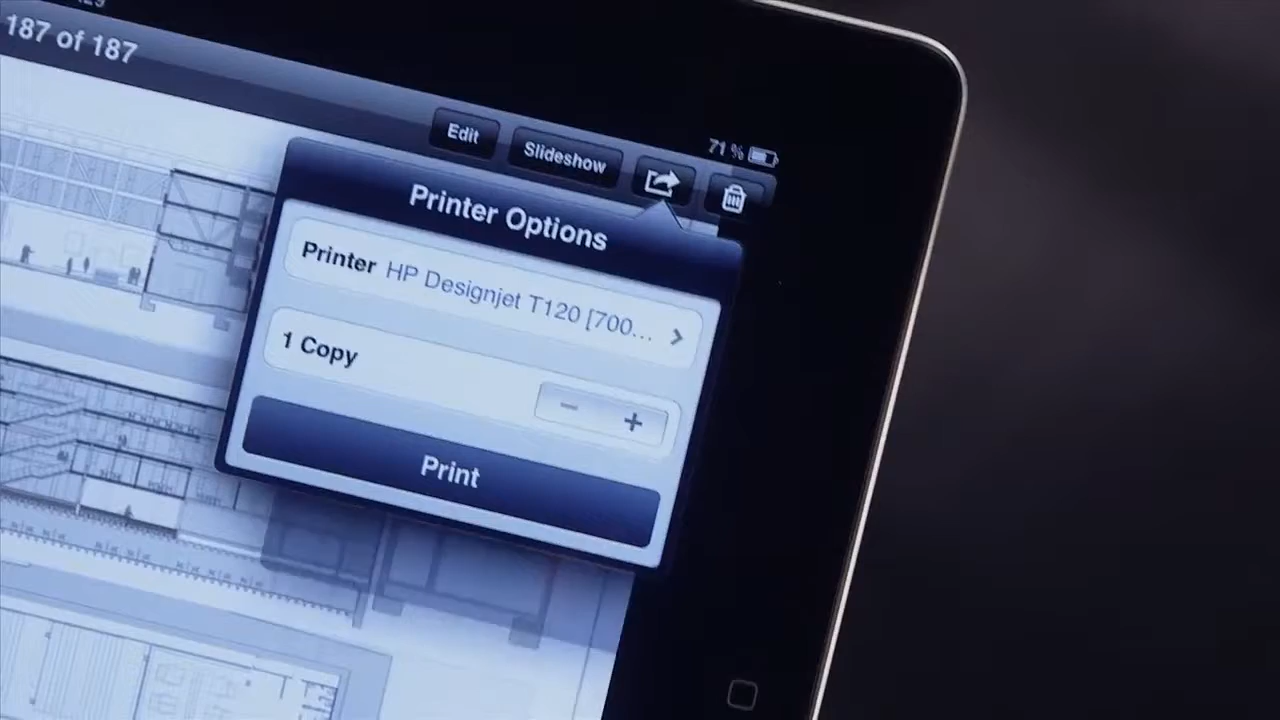 187 of 187
Edit
Slideshow
71 %
Printer Options
Printer HP Designjet T120 [700...
1 Copy
Print